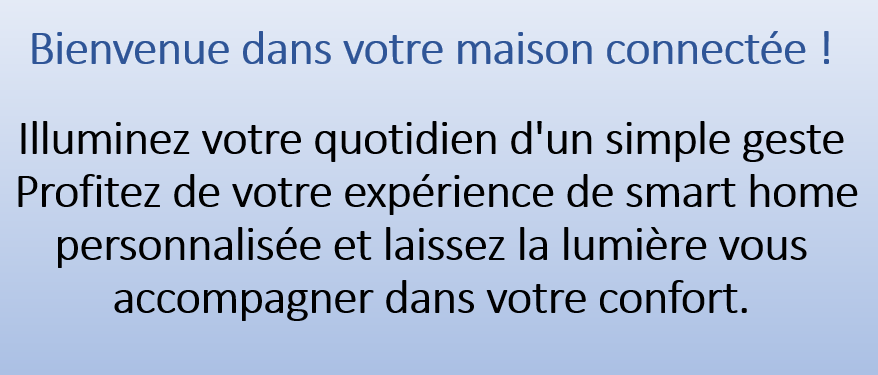 Bienvenue dans votre maison connectée !
Illuminez votre quotidien d'un simple geste
Profitez de votre expérience de smart home
personnalisée et laissez la lumière vous
accompagner dans votre confort.